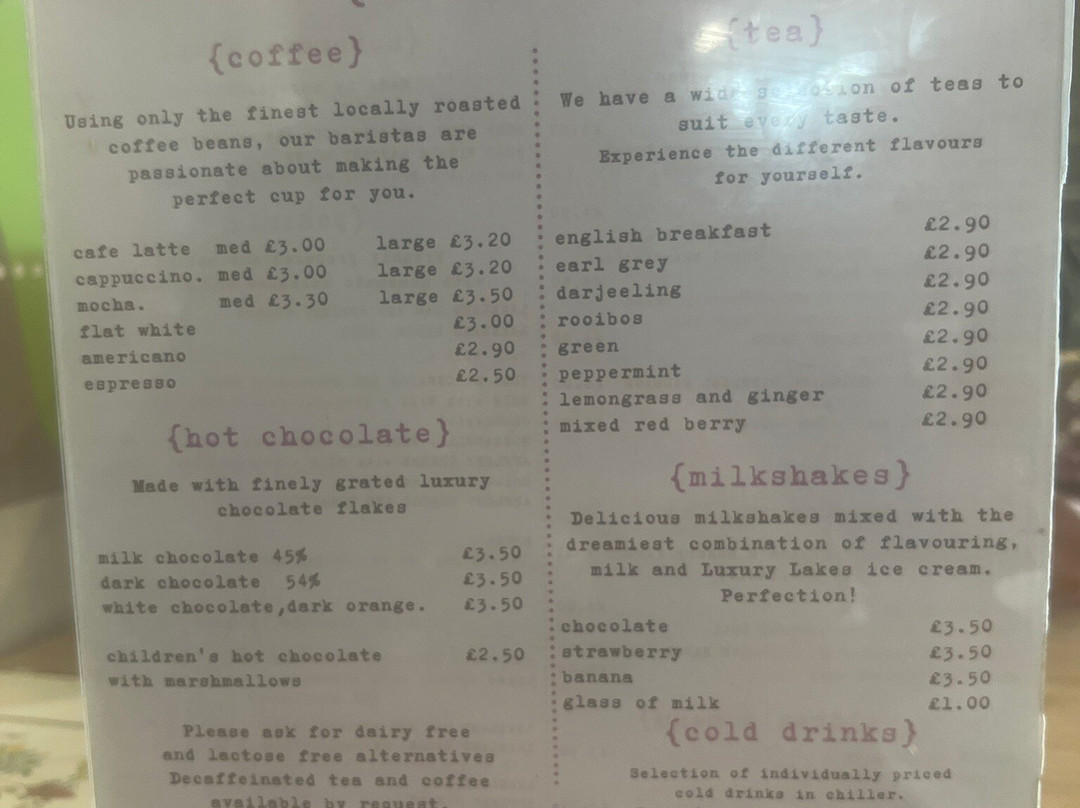 {coffee}
Using only the finest locally roasted
coffee beans, our baristas are
passionate about making the
perfect cup for you.
cafe latte med £3.00 large £3.20
cappuccino. med £3.00 large £3.20
mocha. med £3.30 large £3.50
flat white £3.00
americano £2.90
espresso £2.50
{hot chocolate}
Made with finely grated luxury
chocolate flakes
milk chocolate 45% £3.50
dark chocolate 54% £3.50
white chocolate,dark orange. £3.50
children's hot chocolate £2.50
with marshmallows
Please ask for dairy free
and lactose free alternatives
Decaffeinated tea and coffee
available by request.
{tea}
We have a wide selection of teas to
suit every taste.
Experience the different flavours
for yourself.
english breakfast £2.90
earl grey £2.90
darjeeling £2.90
rooibos £2.90
green £2.90
peppermint £2.90
lemongrass and ginger £2.90
mixed red berry £2.90
{milkshakes}
Delicious milkshakes mixed with the
dreamiest combination of flavouring,
milk and Luxury Lakes ice cream.
Perfection!
chocolate £3.50
strawberry £3.50
banana £3.50
glass of milk £1.00
{cold drinks}
Selection of individually priced
cold drinks in chiller.